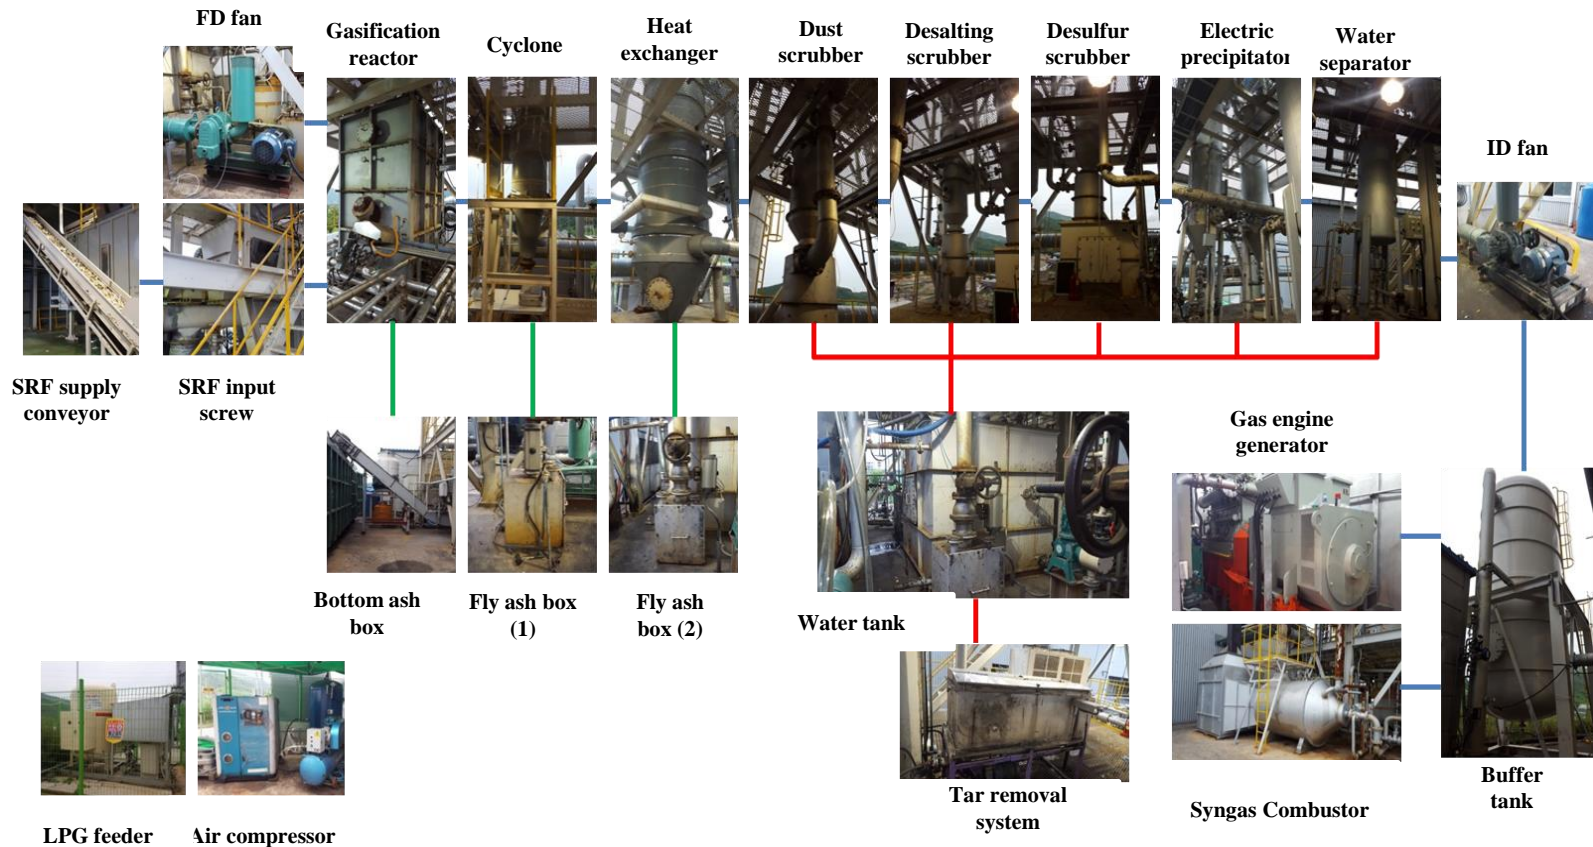 FD fan
Gasification
reactor
Cyclone
Heat
exchanger
Dust
scrubber
Desalting
scrubber
Desulfur
scrubber
Electric
precipitator
Water
separator
ID fan
SRF supply
conveyor
SRF input
screw
Gas engine
generator
Bottom ash
box
Fly ash box
(1)
Fly ash
box (2)
Water tank
Tar removal
system
Syngas Combustor
Buffer
tank
LPG feeder
Air compressor